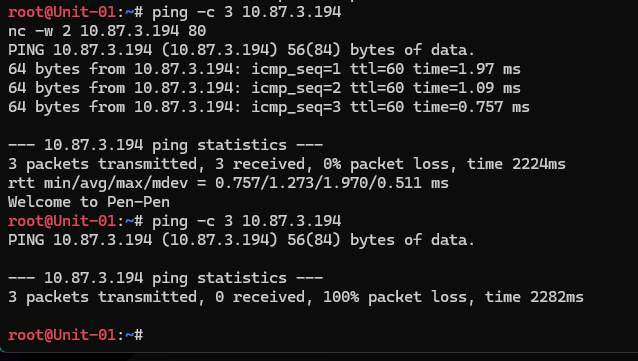 root@Unit-01:~# ping -c 3 10.87.3.194
nc -w 2 10.87.3.194 80
PING 10.87.3.194 (10.87.3.194) 56(84) bytes of data.
64 bytes from 10.87.3.194: icmp_seq=1 ttl=60 time=1.97 ms
64 bytes from 10.87.3.194: icmp_seq=2 ttl=60 time=1.09 ms
64 bytes from 10.87.3.194: icmp_seq=3 ttl=60 time=0.757 ms

--- 10.87.3.194 ping statistics ---
3 packets transmitted, 3 received, 0% packet loss, time 2224ms
rtt min/avg/max/mdev = 0.757/1.273/1.970/0.511 ms
Welcome to Pen-Pen
root@Unit-01:~# ping -c 3 10.87.3.194
PING 10.87.3.194 (10.87.3.194) 56(84) bytes of data.

--- 10.87.3.194 ping statistics ---
3 packets transmitted, 0 received, 100% packet loss, time 2282ms

root@Unit-01:~#